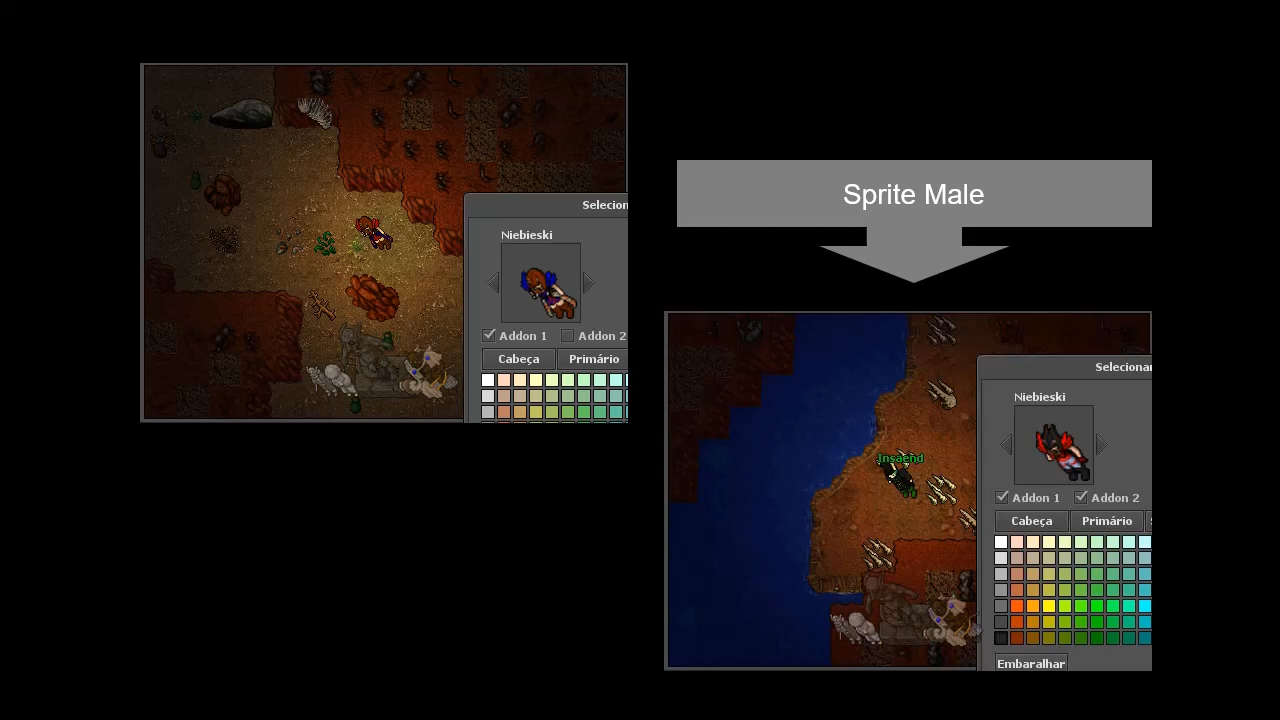 Selecion
Niebieski
Addon 1
Addon 2
Cabeça
Primário
Sprite Male
Selecionar
Niebieski
Insaend
Addon 1
Addon 2
Cabeça
Primário
Embaralhar